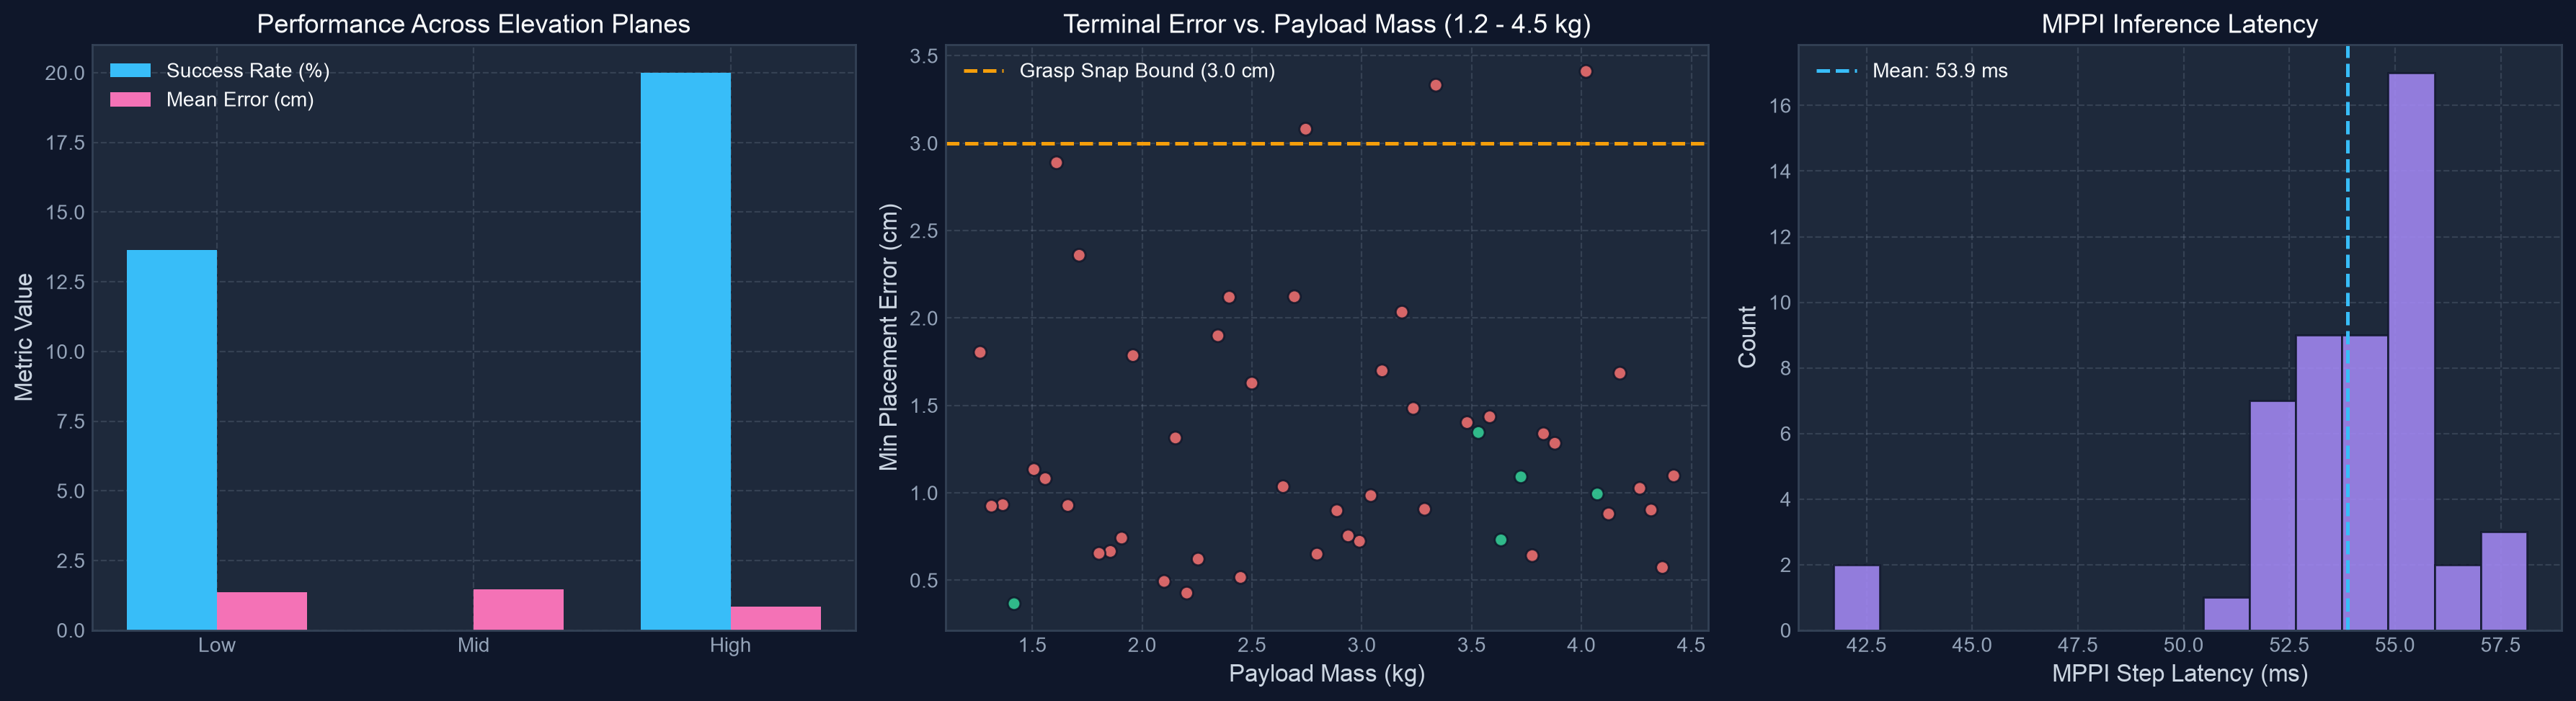 Performance Across Elevation Planes
Success Rate (%)
Mean Error (cm)
Metric Value
20.0
17.5
15.0
12.5
10.0
7.5
5.0
2.5
0.0
Low
Mid
High
Terminal Error vs. Payload Mass (1.2 - 4.5 kg)
Grasp Snap Bound (3.0 cm)
Min Placement Error (cm)
3.5
3.0
2.5
2.0
1.5
1.0
0.5
1.5
2.0
2.5
3.0
3.5
4.0
4.5
Payload Mass (kg)
MPPI Inference Latency
Mean: 53.9 ms
Count
16
14
12
10
8
6
4
2
0
42.5
45.0
47.5
50.0
52.5
55.0
57.5
MPPI Step Latency (ms)